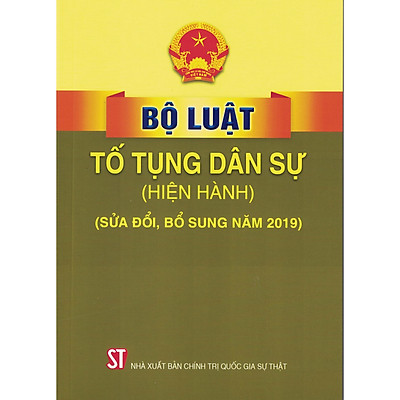 BỘ LUẬT
TỐ TỤNG DÂN SỰ
(HIỆN HÀNH)
(SỬA ĐỔI, BỔ SUNG NĂM 2019)
ST NHÀ XUẤT BẢN CHÍNH TRỊ QUỐC GIA SỰ THẬT